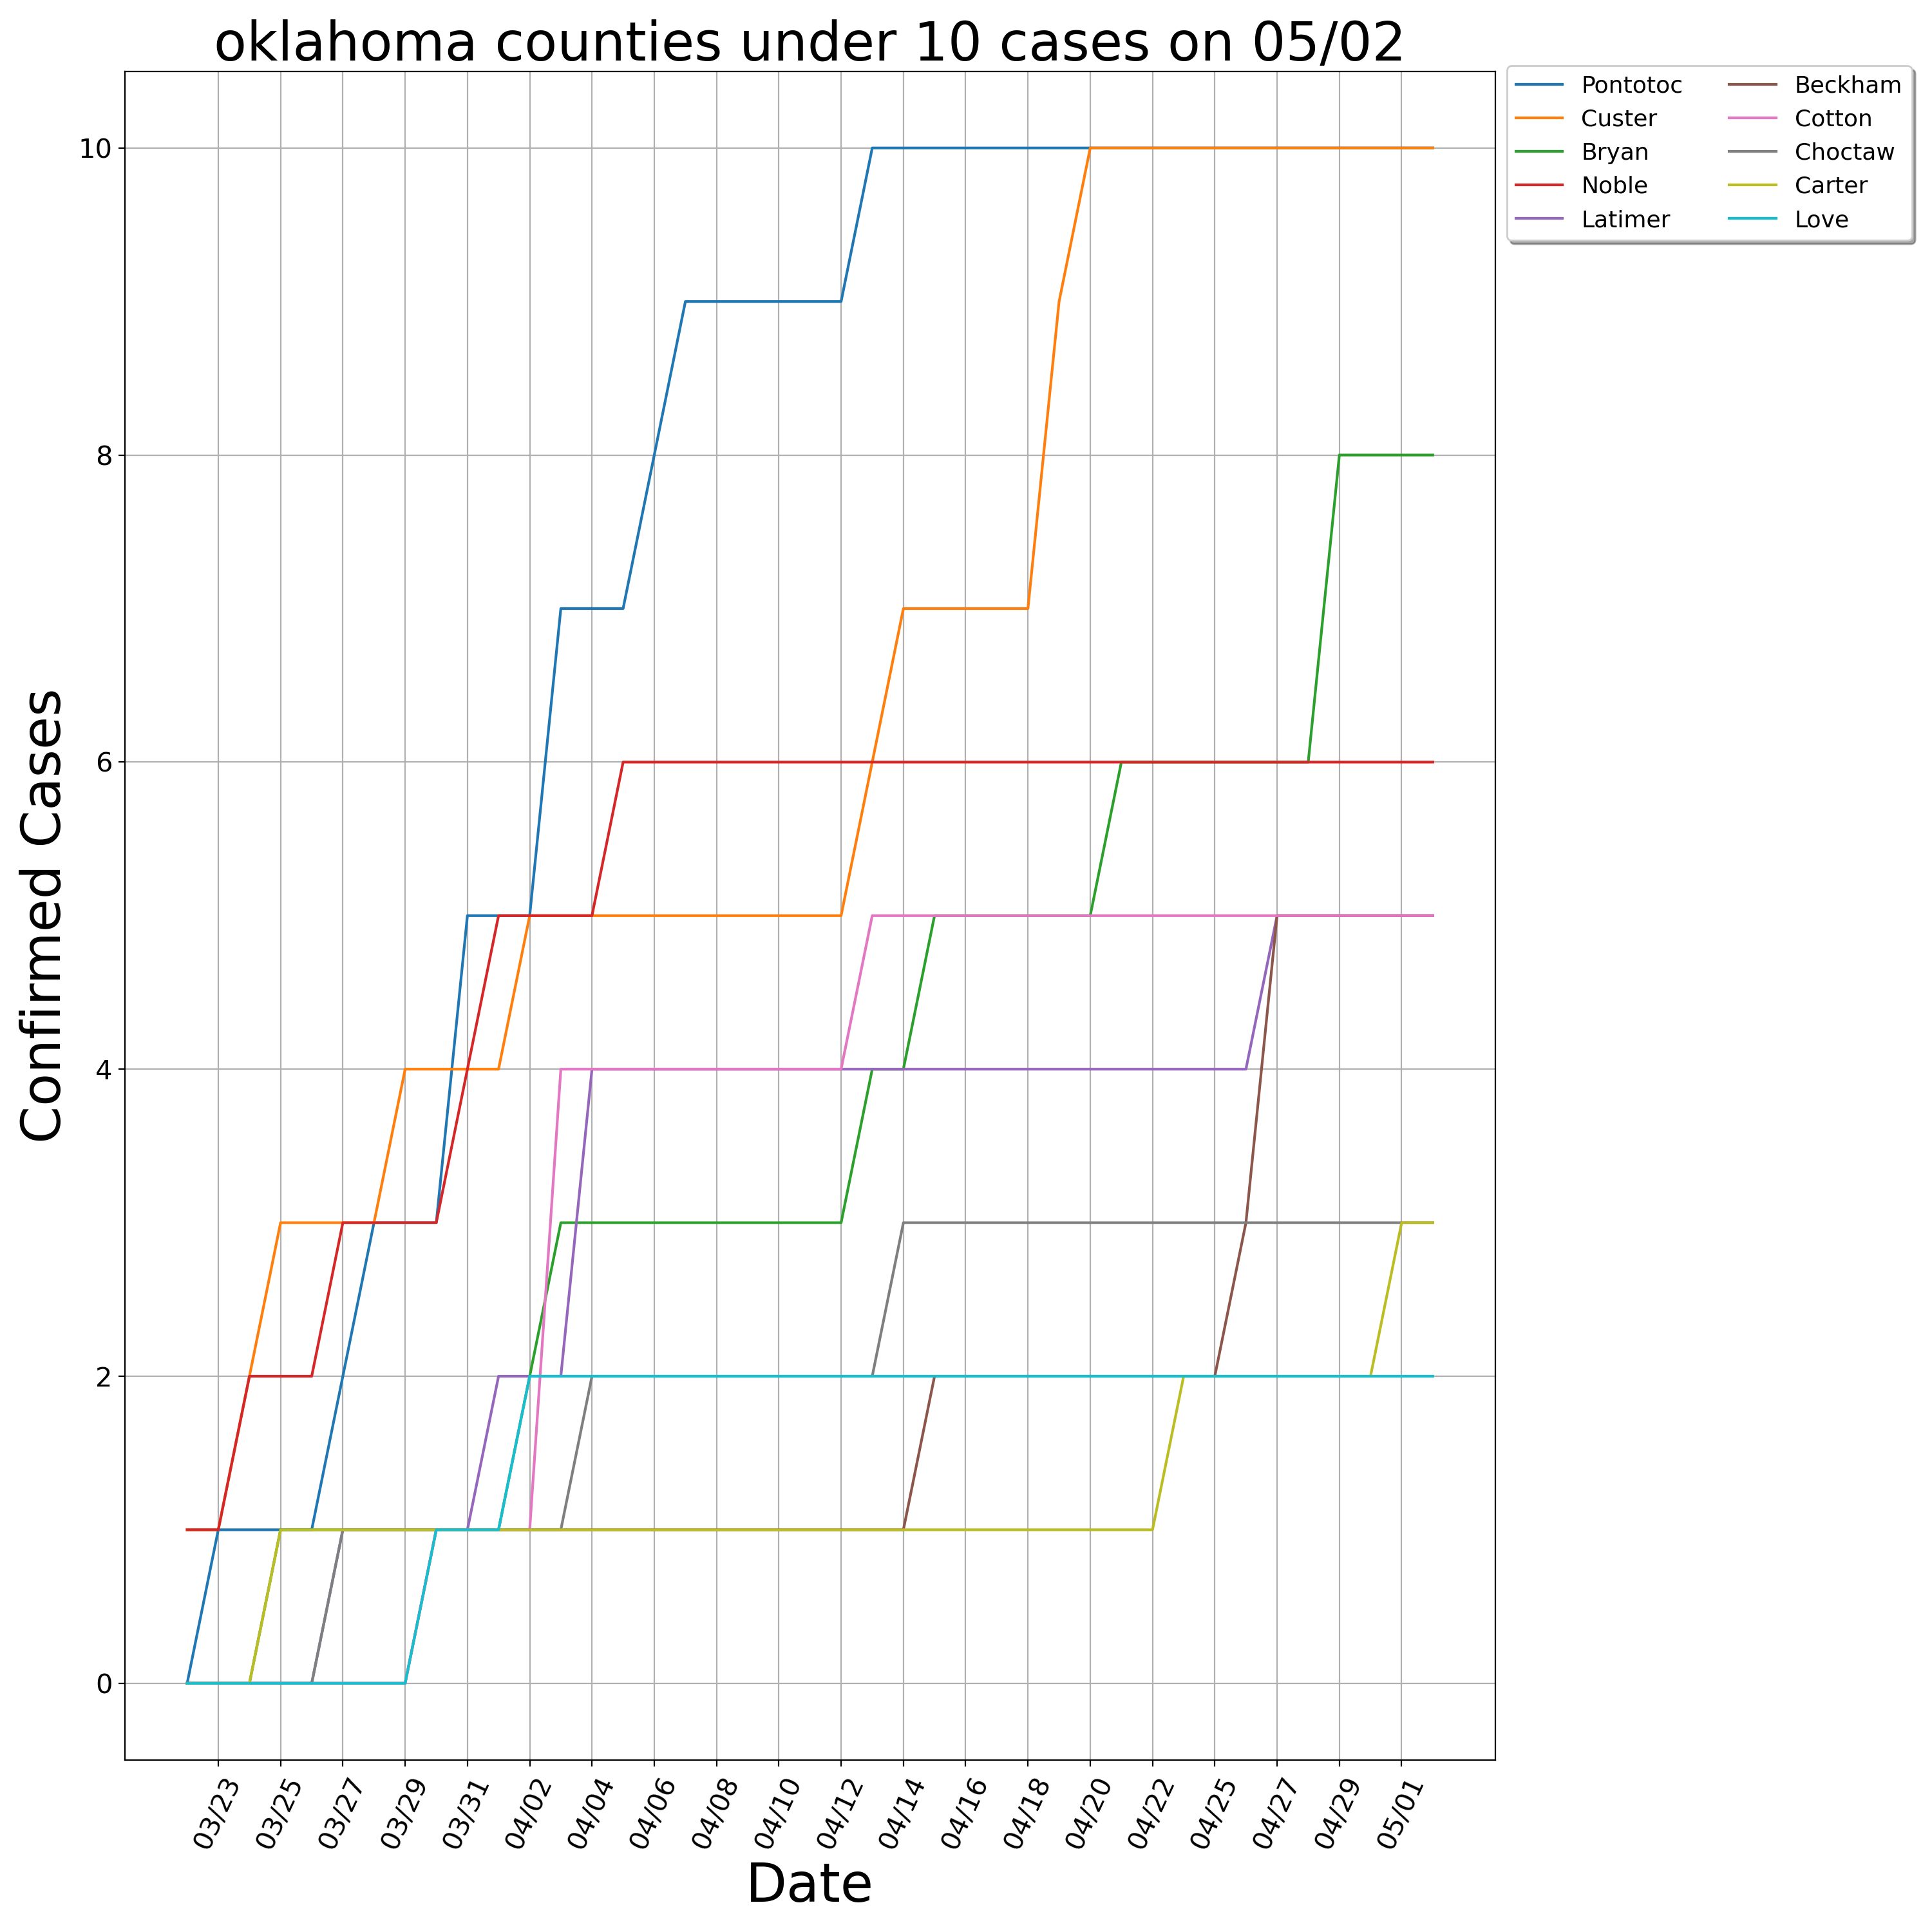 oklahoma counties under 10 cases on 05/02
Pontotoc
Custer
Bryan
Noble
Latimer
Beckham
Cotton
Choctaw
Carter
Love
Confirmed Cases
10
8
6
4
2
0
03/23
03/25
03/27
03/29
03/31
04/02
04/04
04/06
04/08
04/10
04/12
04/14
04/16
04/18
04/20
04/22
04/25
04/27
04/29
05/01
Date